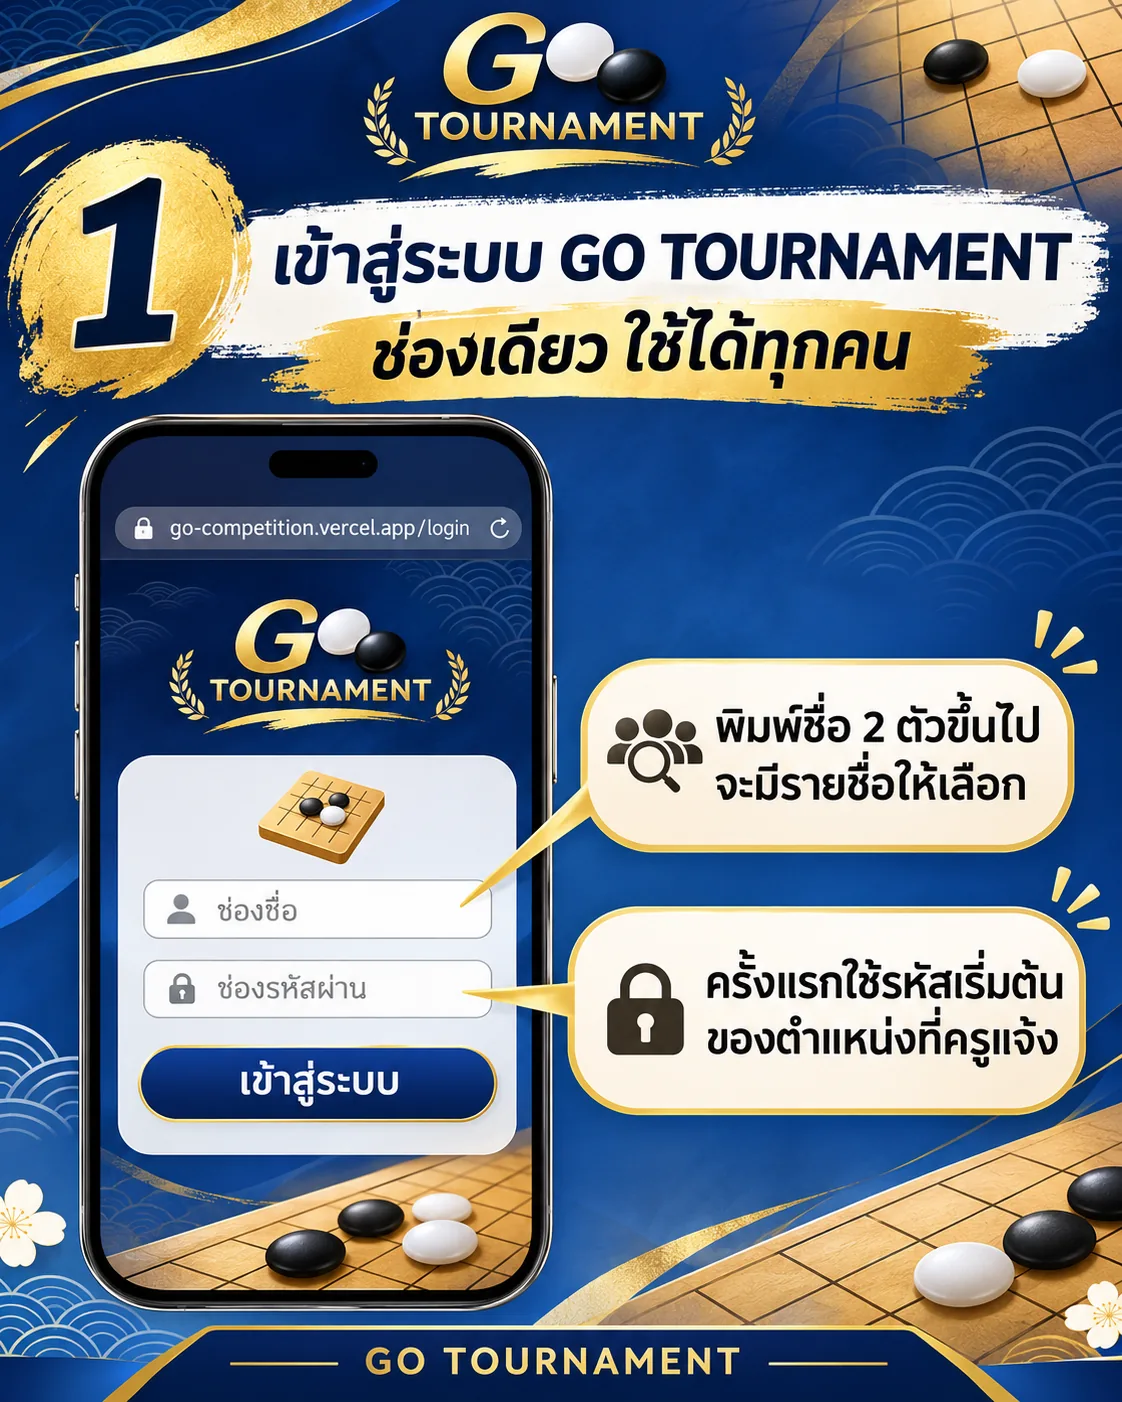 GO
TOURNAMENT
1
เข้าสู่ระบบ GO TOURNAMENT
ช่องเดียว ใช้ได้ทุกคน
go-competition.vercel.app/login
GO
TOURNAMENT
พิมพ์ชื่อ 2 ตัวขึ้นไป
จะมีรายชื่อให้เลือก
ช่องชื่อ
ช่องรหัสผ่าน
ครั้งแรกใช้รหัสเริ่มต้น
ของตำแหน่งที่ครูแจ้ง
เข้าสู่ระบบ
GO TOURNAMENT